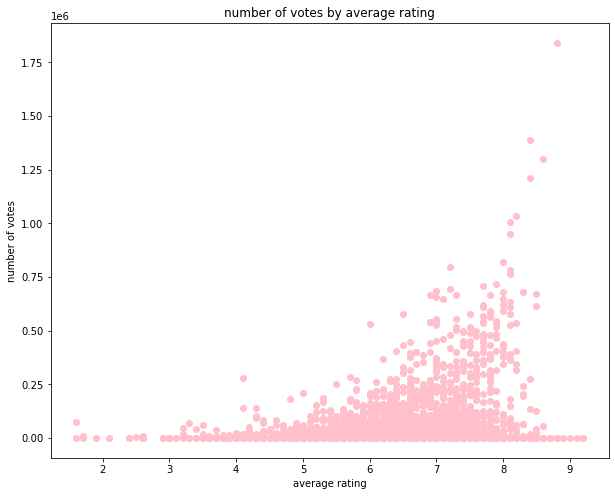 number of votes by average rating
1e6
1.75
1.50
1.25
1.00
0.75
0.50
0.25
0.00
number of votes
2 3 4 5 6 7 8 9
average rating